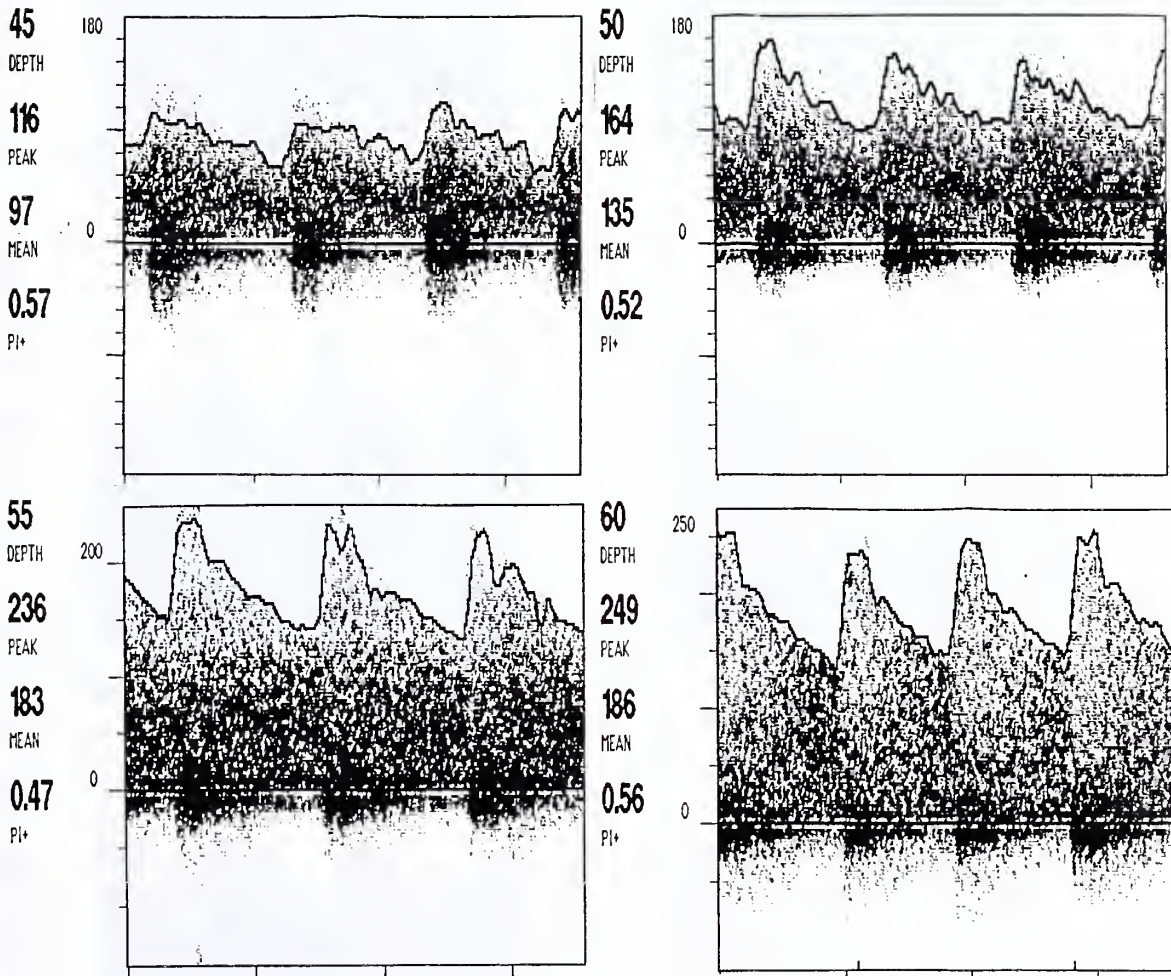 45
DEPTH
116
PEAK
97
MEAN
0.57
PI+
180
0
50
DEPTH
164
PEAK
135
MEAN
0.52
PI+
180
0
55
DEPTH
236
PEAK
183
MEAN
0.47
PI+
200
0
60
DEPTH
249
PEAK
186
MEAN
0.56
PI+
250
0